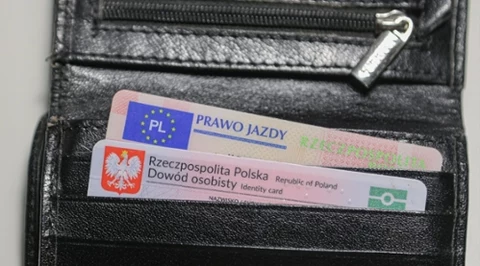 PL
PRAWO JAZDY
Rzeczpospolita Polska Republic of Poland
Dowód osobisty Identity card